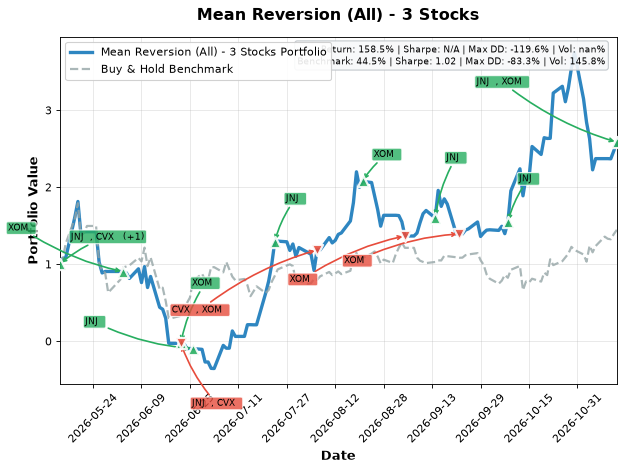 Mean Reversion (All) - 3 Stocks
Mean Reversion (All) - 3 Stocks Portfolio
Buy & Hold Benchmark
turn: 158.5% | Sharpe: N/A | Max DD: -119.6% | Vol: nan%
Benchmark: 44.5% | Sharpe: 1.02 | Max DD: -83.3% | Vol: 145.8%
JNJ , XOM
XOM
JNJ
JNJ
JNJ
XOM
JNJ , CVX (+1)
XOM
XOM
XOM
CVX , XOM
JNJ
JNJ , CVX
Portfolio Value
3
2
1
0
2026-05-24
2026-06-09
2026-07-11
2026-07-27
2026-08-12
2026-08-28
2026-09-13
2026-09-29
2026-10-15
2026-10-31
Date